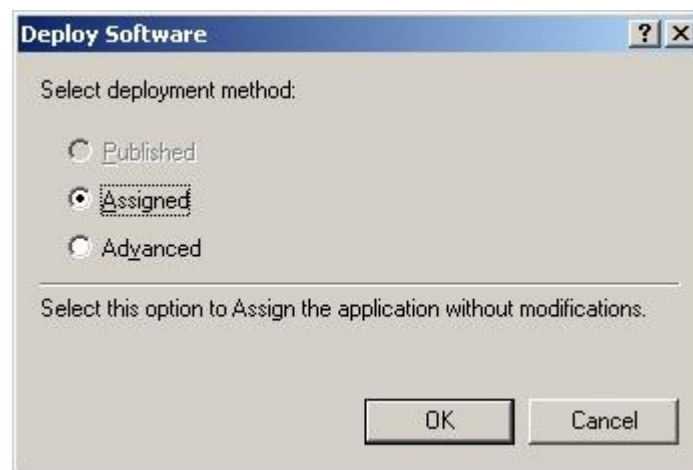 Deploy Software
Select deployment method:
Published
Assigned
Advanced
Select this option to Assign the application without modifications.
OK
Cancel